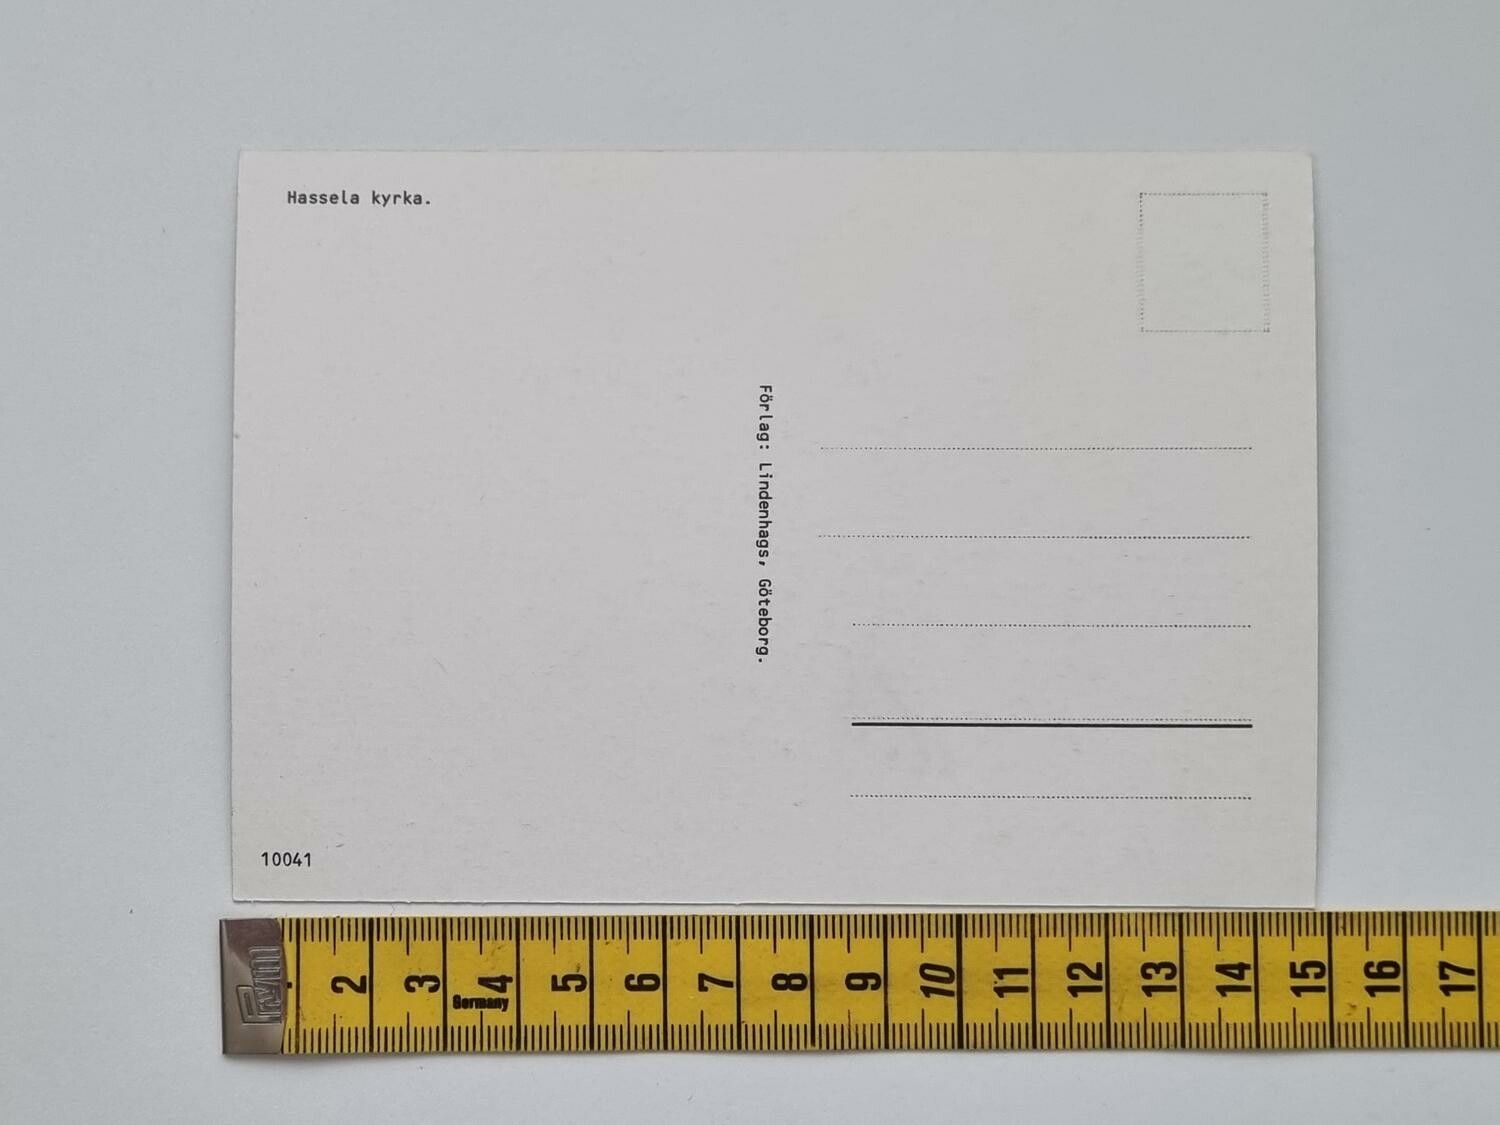 Hassela kyrka.
Förlag: Lindenhags, Göteborg.
10041
Prym 2 3 4 5 6 7 8 9 10 11 12 13 14 15 16 17
Germany